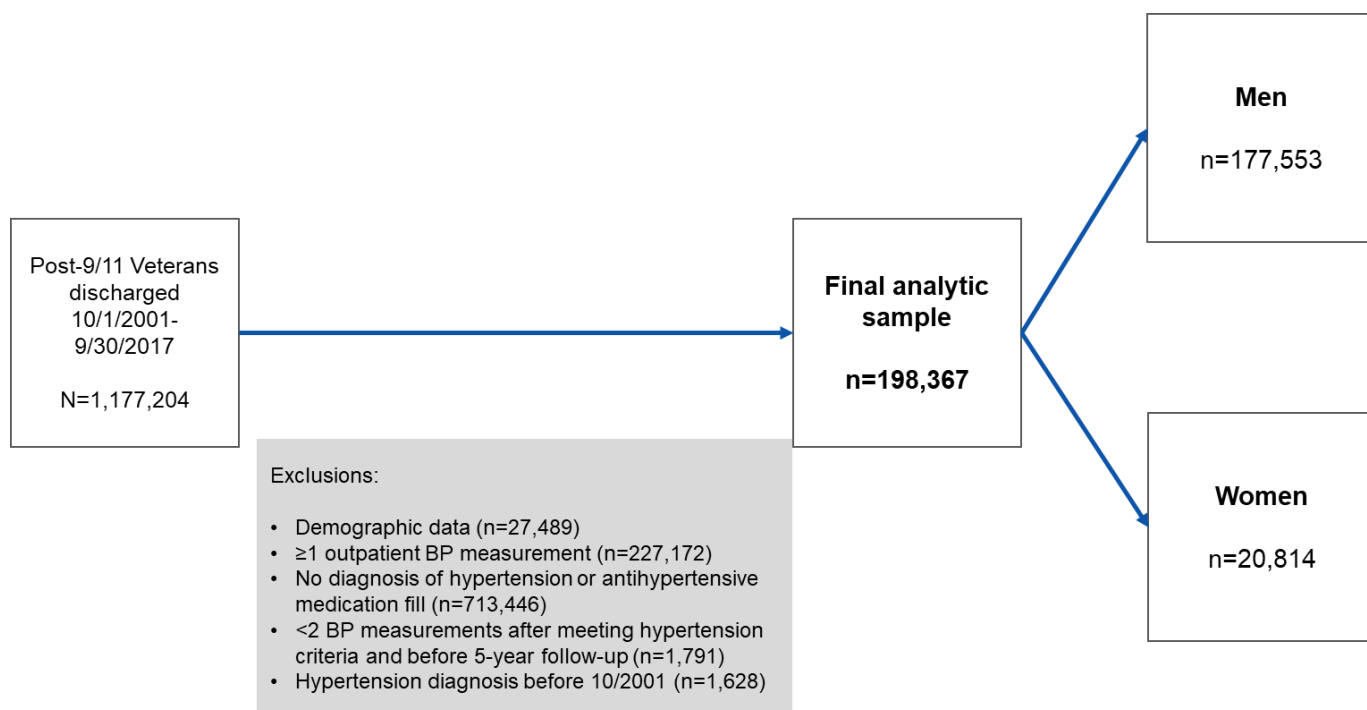 Post-9/11 Veterans
discharged
10/1/2001-
9/30/2017
N=1,177,204
Exclusions:
• Demographic data (n=27,489)
• ≥1 outpatient BP measurement (n=227,172)
• No diagnosis of hypertension or antihypertensive
medication fill (n=713,446)
• <2 BP measurements after meeting hypertension
criteria and before 5-year follow-up (n=1,791)
• Hypertension diagnosis before 10/2001 (n=1,628)
Final analytic
sample
n=198,367
Men
n=177,553
Women
n=20,814